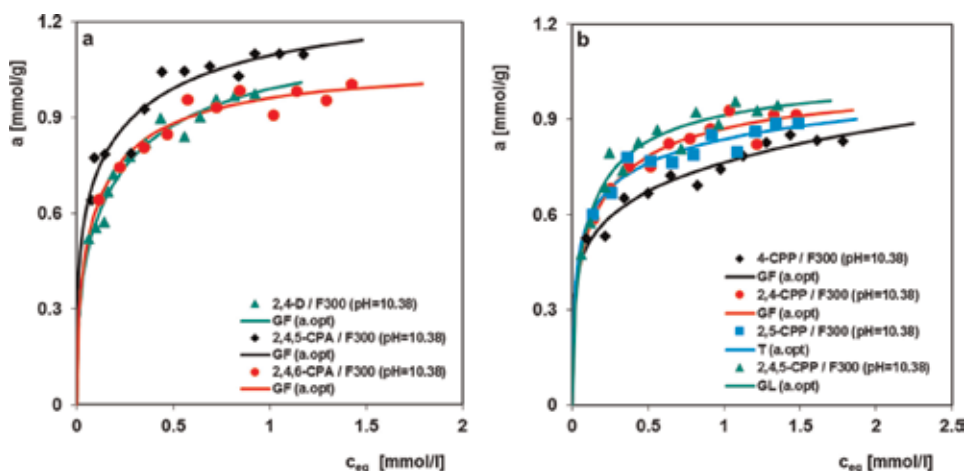 a
a [mmol/g]
1.2
0.9
0.6
0.3
0
2,4-D / F300 (pH=10.38)
GF (a.opt)
2,4,5-CPA / F300 (pH=10.38)
GF (a.opt)
2,4,6-CPA / F300 (pH=10.38)
GF (a.opt)
0 0.5 1 1.5 2
ceq [mmol/l]
b
a [mmol/g]
1.2
0.9
0.6
0.3
0
4-CPP / F300 (pH=10.38)
GF (a.opt)
2,4-CPP / F300 (pH=10.38)
GF (a.opt)
2,5-CPP / F300 (pH=10.38)
T (a.opt)
2,4,5-CPP / F300 (pH=10.38)
GL (a.opt)
0 0.5 1 1.5 2 2.5
ceq [mmol/l]